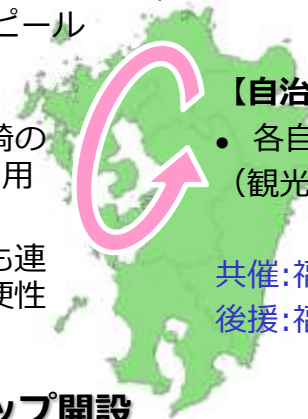 ピール
【自治
崎の
• 各自
用
（観光
も連
便性
共催:福
後援:福
ップ開設